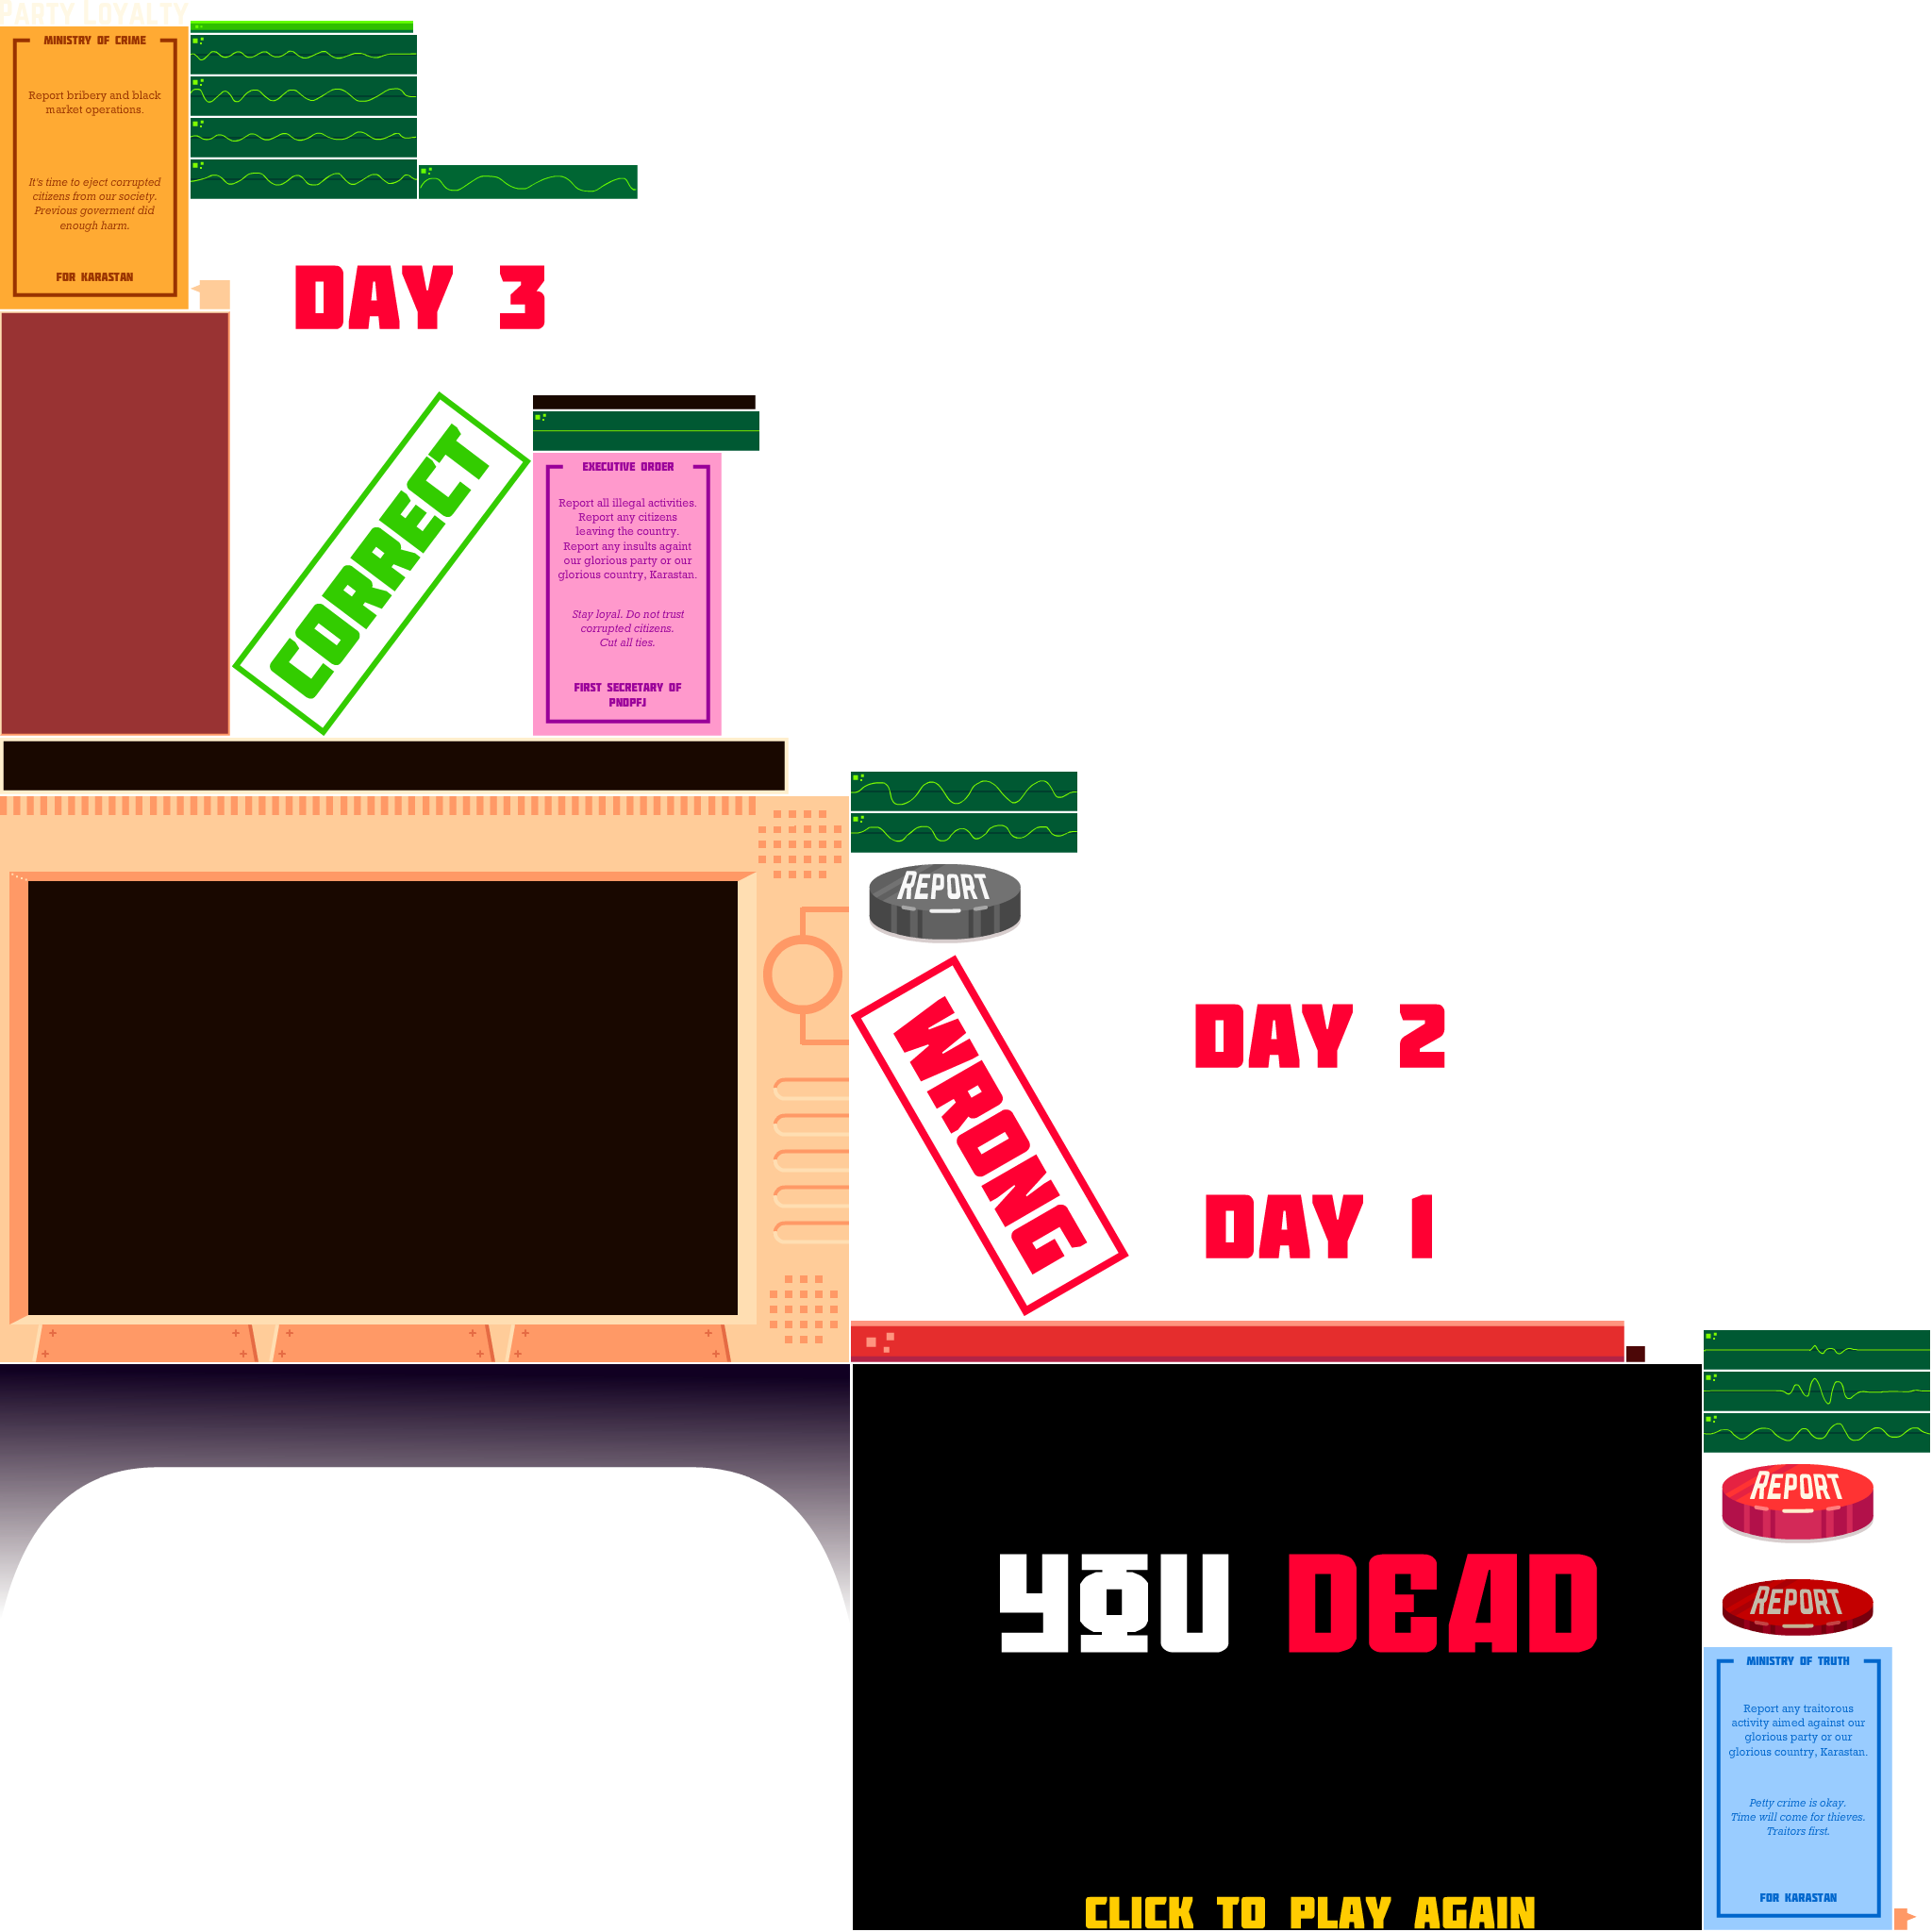 PARTY LOYALTY
MINISTRY OF CRIME
Report bribery and black
market operations.
It's time to eject corrupted
citizens from our society.
Previous goverment did
enough harm.
FOR KARASTAN
DAY 3
CORRECT
EXECUTIVE ORDER
Report all illegal activities.
Report any citizens
leaving the country.
Report any insults againt
our glorious party or our
glorious country, Karastan.
Stay loyal. Do not trust
corrupted citizens.
Cut all ties.
FIRST SECRETARY OF
PNDPFJ
REPORT
WRONG
DAY 2
DAY 1
YOU DEAD
CLICK TO PLAY AGAIN
REPORT
REPORT
MINISTRY OF TRUTH
Report any traitorous
activity aimed against our
glorious party or our
glorious country, Karastan.
Petty crime is okay.
Time will come for thieves.
Traitors first.
FOR KARASTAN